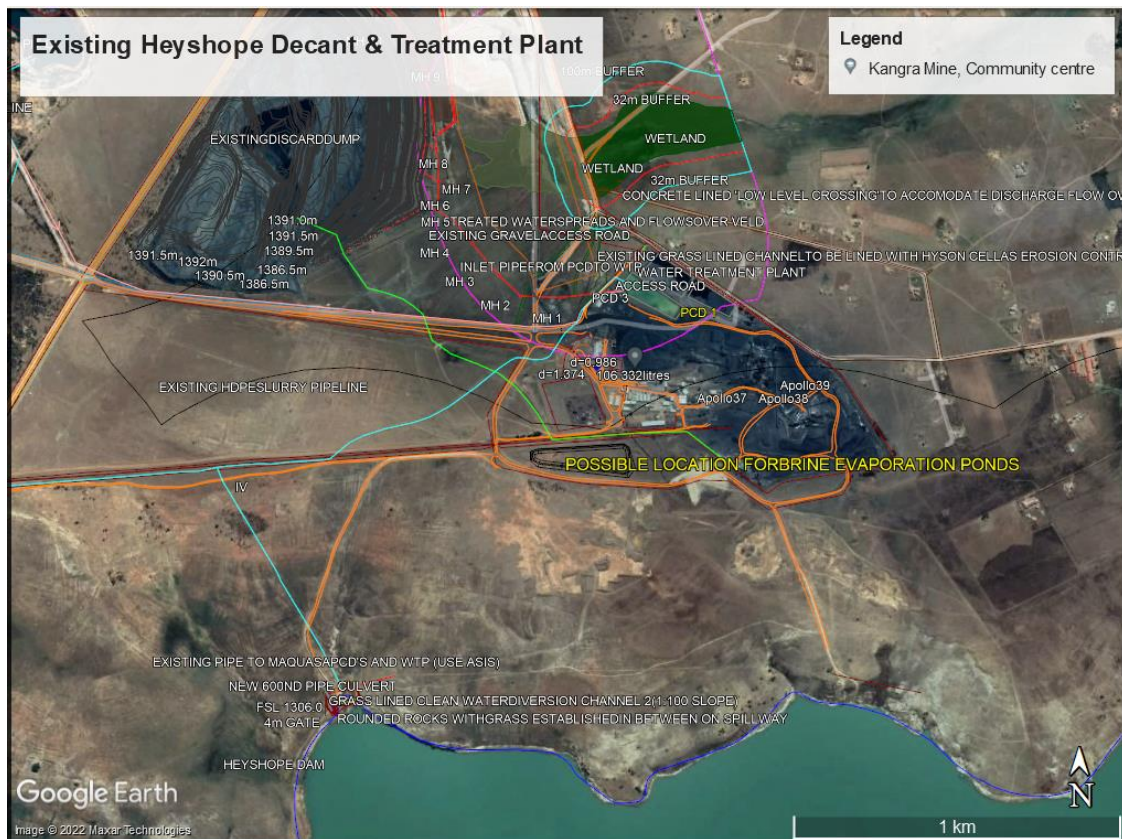 Existing Heyshope Decant & Treatment Plant
Legend
Kangra Mine, Community centre
MH 9
100m BUFFER
32m BUFFER
INE
EXISTINGDISCARDDUMP
WETLAND
WETLAND
MH 8
32m BUFFER
MH 7
CONCRETE LINED 'LOW LEVEL CROSSING'TO ACCOMODATE DISCHARGE FLOW OV
MH 6
1391.0m
MH 5
TREATED WATERSPREADS AND FLOWSOVER VELD
1391.5m
EXISTING GRAVELACCESS ROAD
1389.5m
MH 4
1391.5m
1392m
EXISTING GRASS LINED CHANNELTO BE LINED WITH HYSON CELLAS EROSION CONTR
1386.5m
INLET PIPEFROM PCDTO WTP
1390.5m
WATER TREATMENT PLANT
1386.5m
MH 3
ACCESS ROAD
PCD 3
MH 2
PCD 1
MH 1
d=0.986
d=1.374
106 332litres
EXISTING HDPESLURRY PIPELINE
Apollo39
Apollo37
Apollo38
POSSIBLE LOCATION FORBRINE EVAPORATION PONDS
IV
EXISTING PIPE TO MAQUASAPCD'S AND WTP (USE ASIS)
NEW 600ND PIPE CULVERT
GRASS LINED CLEAN WATERDIVERSION CHANNEL 2(1:100 SLOPE)
FSL 1306.0
4m GATE
ROUNDED ROCKS WITHGRASS ESTABLISHEDIN BETWEEN ON SPILLWAY
HEYSHOPE DAM
Google Earth
Image © 2022 Maxar Technologies
N
1 km